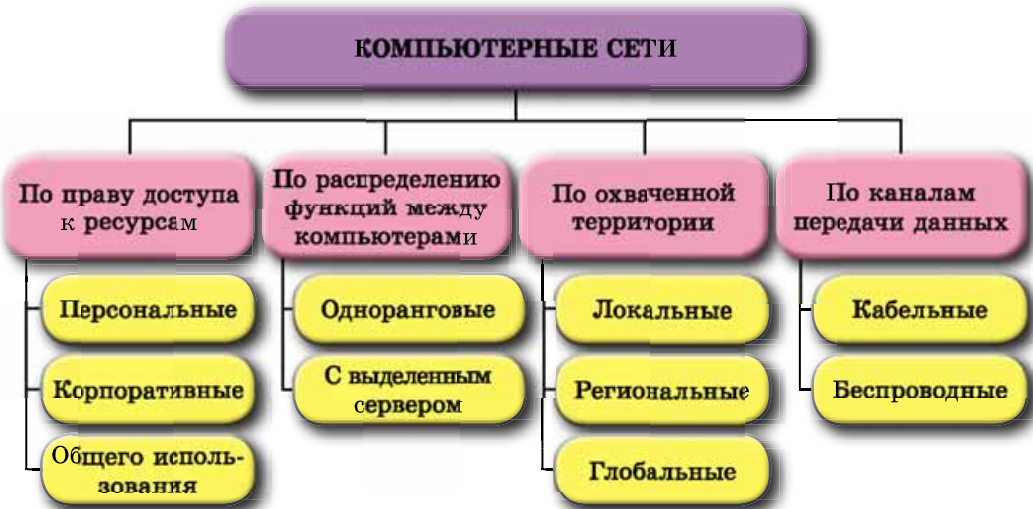 КОМПЬЮТЕРНЫЕ СЕТИ
По праву доступа
к ресурсам
Персональные
Корпоративные
Общего исполь-
зования
По распределению
функций между
компьютерами
Одноранговые
С выделенным
сервером
По охваченной
территории
Локальные
Региональные
Глобальные
По каналам
передачи данных
Кабельные
Беспроводные